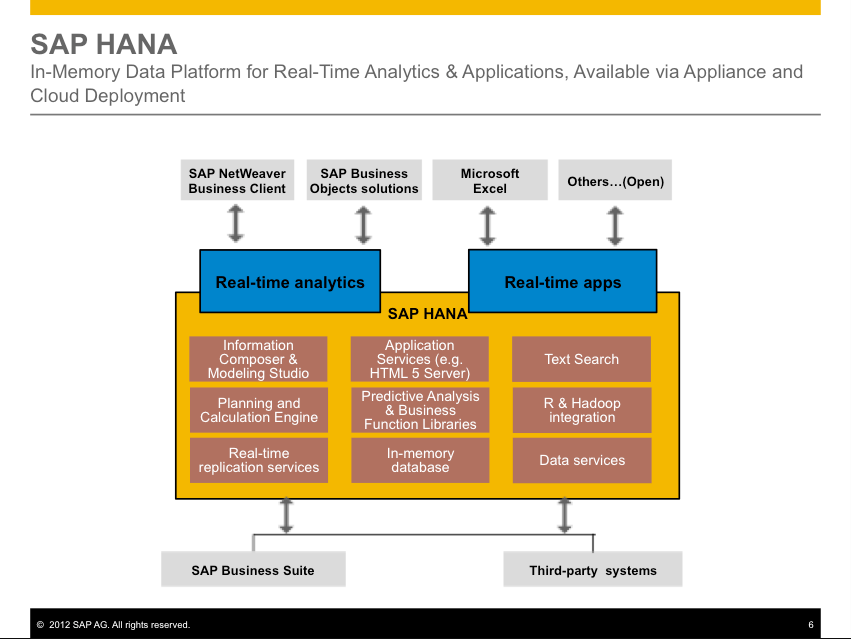 SAP HANA
In-Memory Data Platform for Real-Time Analytics & Applications, Available via Appliance and
Cloud Deployment
SAP NetWeaver
Business Client
SAP Business
Objects solutions
Microsoft
Excel
Others…(Open)
Real-time analytics
Real-time apps
SAP HANA
Information
Composer &
Modeling Studio
Application
Services (e.g.
HTML 5 Server)
Text Search
Planning and
Calculation Engine
Predictive Analysis
& Business
Function Libraries
R & Hadoop
integration
Real-time
replication services
In-memory
database
Data services
SAP Business Suite
Third-party systems
© 2012 SAP AG. All rights reserved.
6